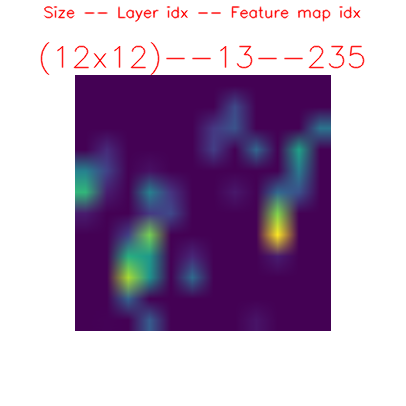 Size -- Layer idx -- Feature map idx
(12x12)--13--235